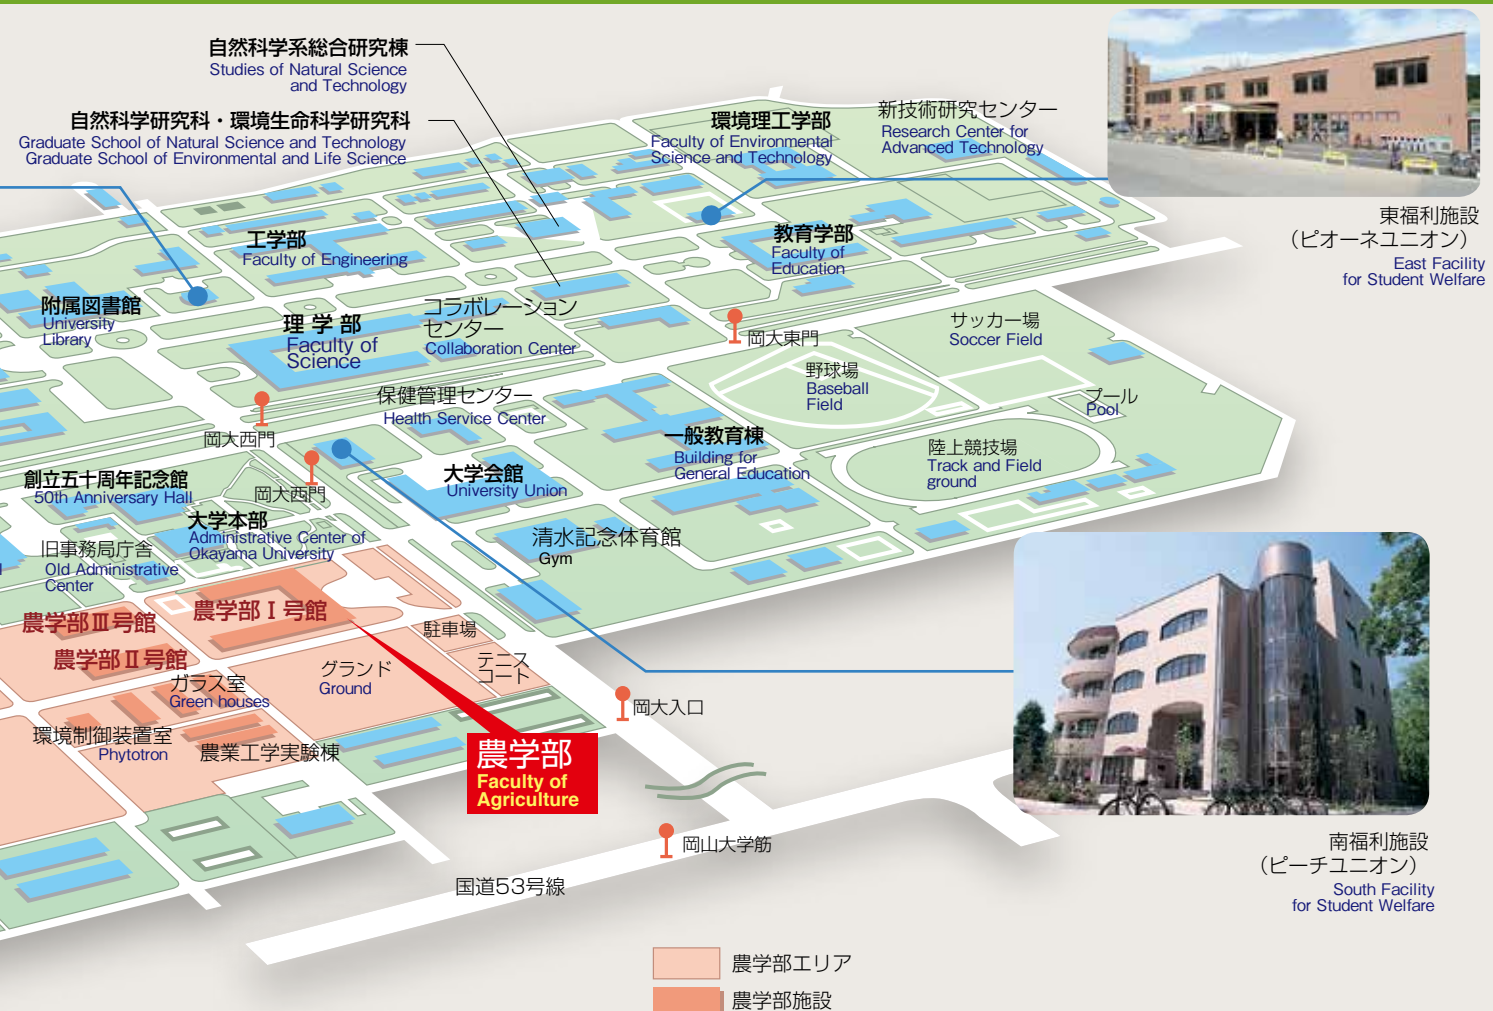 自然科学系総合研究棟
Studies of Natural Science
and Technology
自然科学研究科・環境生命科学研究科
Graduate School of Natural Science and Technology
Graduate School of Environmental and Life Science
環境理工学部
Faculty of Environmental
Science and Technology
新技術研究センター
Research Center for
Advanced Technology
東福利施設
（ピオーネユニオン）
East Facility
for Student Welfare
工学部
Faculty of Engineering
教育学部
Faculty of
Education
附属図書館
University
Library
理学部
Faculty of
Science
コラボレーション
センター
Collaboration Center
岡大東門
サッカー場
Soccer Field
野球場
Baseball
Field
プール
Pool
保健管理センター
Health Service Center
岡大西門
一般教育棟
Building for
General Education
陸上競技場
Track and Field
ground
創立五十周年記念館
50th Anniversary Hall
岡大西門
大学会館
University Union
大学本部
Administrative Center of
Okayama University
旧事務局庁舎
Old Administrative
Center
清水記念体育館
Gym
農学部Ⅲ号館
農学部Ⅰ号館
農学部Ⅱ号館
駐車場
テニス
コート
グランド
Ground
ガラス室
Green houses
環境制御装置室
Phytotron
農業工学実験棟
岡大入口
農学部
Faculty of
Agriculture
岡山大学筋
国道53号線
南福利施設
（ピーチユニオン）
South Facility
for Student Welfare
農学部エリア
農学部施設